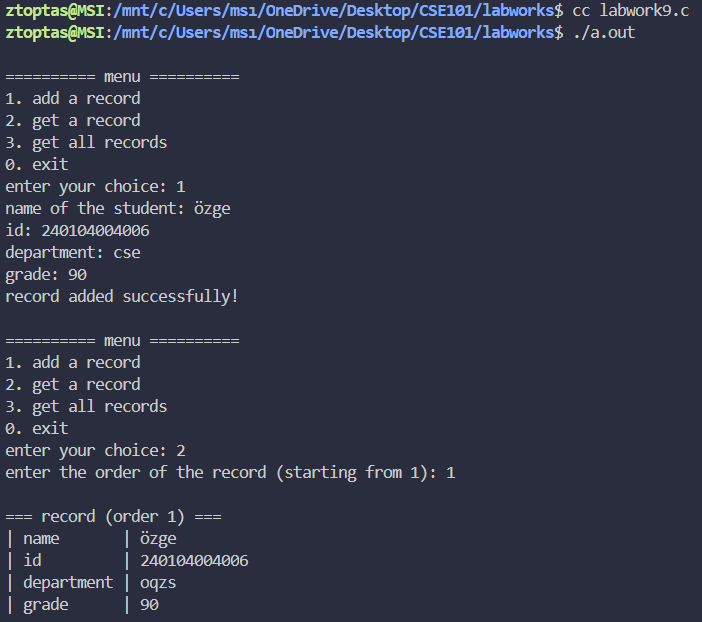 ztoptas@MSI:/mnt/c/Users/msı/OneDrive/Desktop/CSE101/labworks$ cc labwork9.c
ztoptas@MSI:/mnt/c/Users/msı/OneDrive/Desktop/CSE101/labworks$ ./a.out
========== menu ==========
1. add a record
2. get a record
3. get all records
0. exit
enter your choice: 1
name of the student: özge
id: 240104004006
department: cse
grade: 90
record added successfully!
========== menu ==========
1. add a record
2. get a record
3. get all records
0. exit
enter your choice: 2
enter the order of the record (starting from 1): 1
=== record (order 1) ===
| name       | özge
| id         | 240104004006
| department | oqzs
| grade      | 90